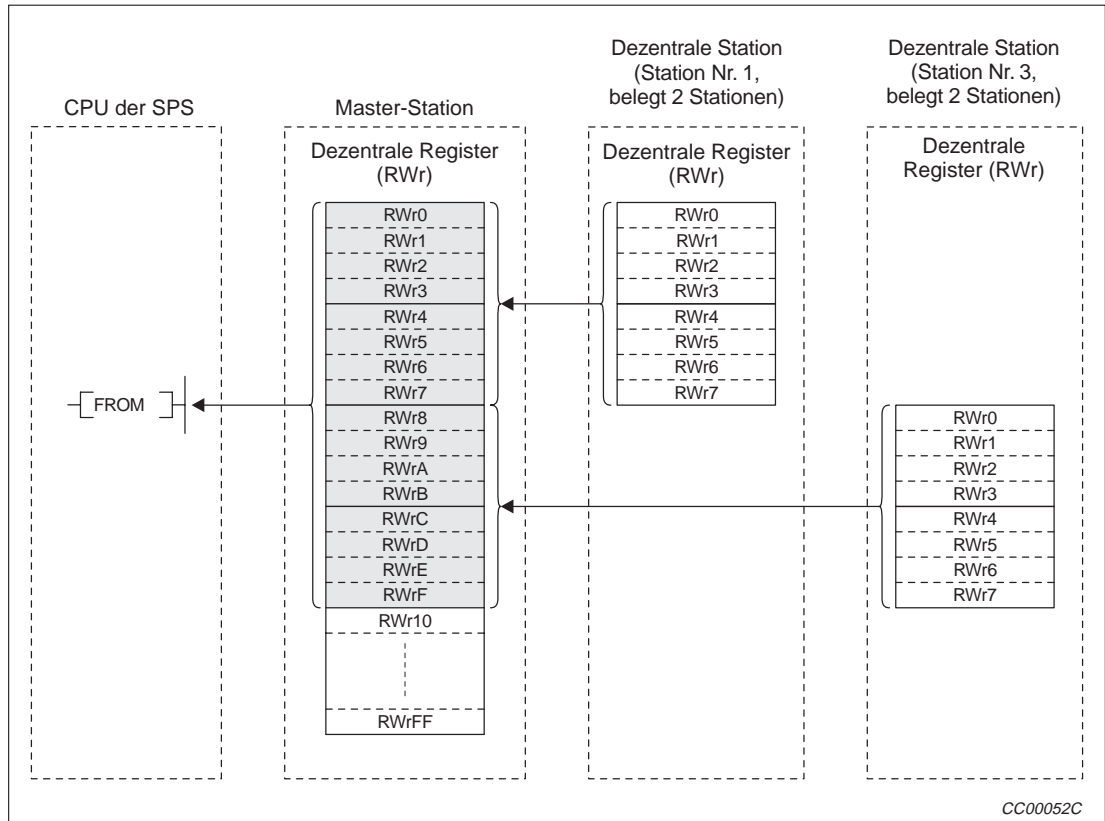 CPU der SPS
FROM
Master-Station
Dezentrale Register
(RWr)
RWr0
RWr1
RWr2
RWr3
RWr4
RWr5
RWr6
RWr7
RWr8
RWr9
RWrA
RWrB
RWrC
RWrD
RWrE
RWrF
RWr10
RWrFF
Dezentrale Station
(Station Nr. 1,
belegt 2 Stationen)
Dezentrale Register
(RWr)
RWr0
RWr1
RWr2
RWr3
RWr4
RWr5
RWr6
RWr7
Dezentrale Station
(Station Nr. 3,
belegt 2 Stationen)
Dezentrale
Register (RWr)
RWr0
RWr1
RWr2
RWr3
RWr4
RWr5
RWr6
RWr7
CC00052C